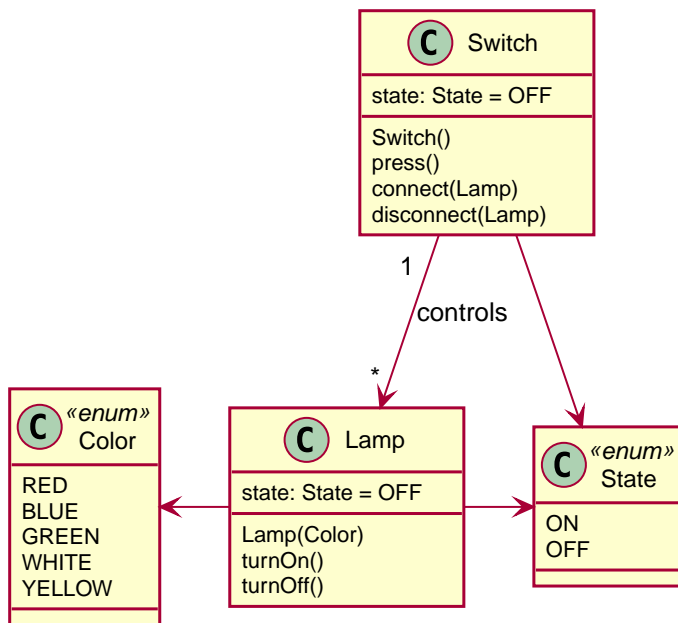 C Switch
state: State = OFF
Switch()
press()
connect(Lamp)
disconnect(Lamp)
1
controls
*
C «enum»
Color
RED
BLUE
GREEN
WHITE
YELLOW
C Lamp
state: State = OFF
Lamp(Color)
turnOn()
turnOff()
C «enum»
State
ON
OFF